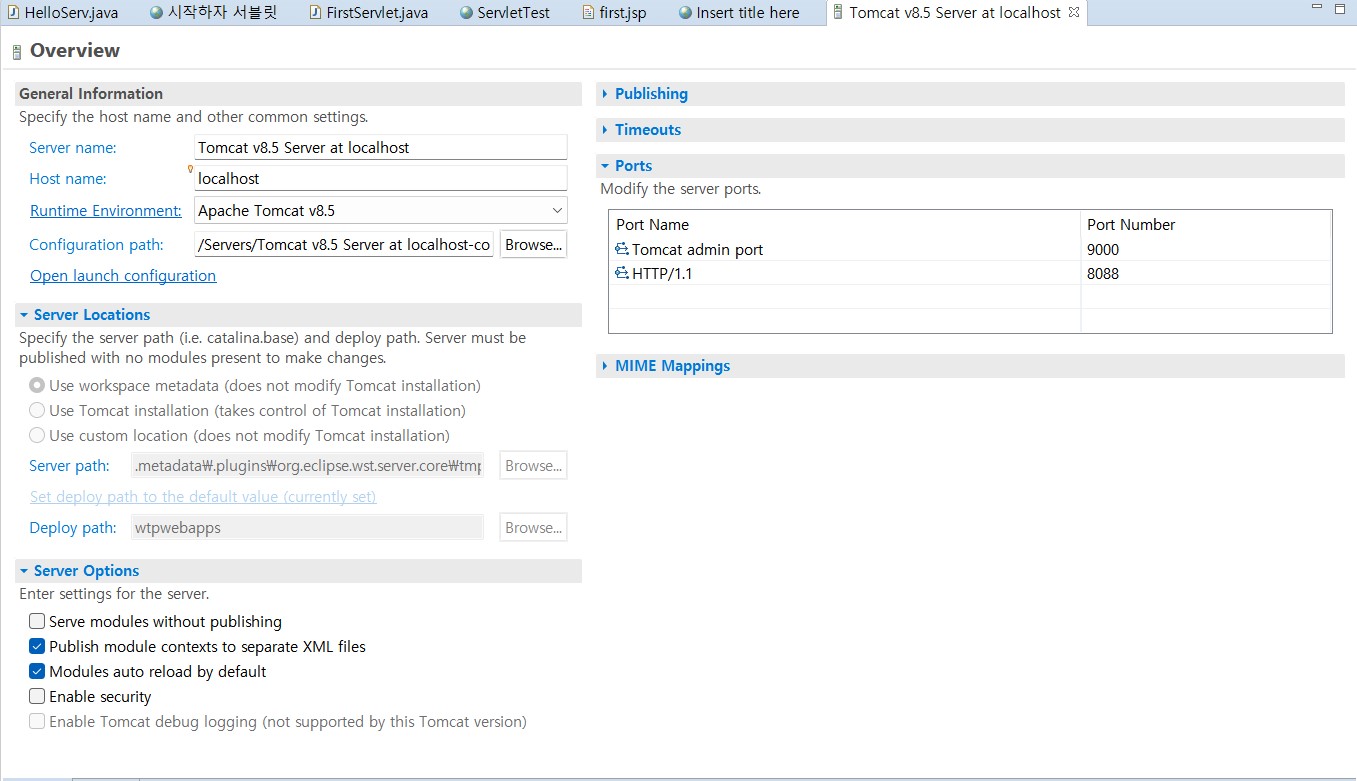 HelloServ.java 시작하자 서블릿 FirstServlet.java ServletTest first.jsp Insert title here Tomcat v8.5 Server at localhost
Overview
General Information
Specify the host name and other common settings.
Server name: Tomcat v8.5 Server at localhost
Host name: localhost
Runtime Environment: Apache Tomcat v8.5
Configuration path: /Servers/Tomcat v8.5 Server at localhost-co Browse...
Open launch configuration
Server Locations
Specify the server path (i.e. catalina.base) and deploy path. Server must be
published with no modules present to make changes.
Use workspace metadata (does not modify Tomcat installation)
Use Tomcat installation (takes control of Tomcat installation)
Use custom location (does not modify Tomcat installation)
Server path: .metadata₩.plugins₩org.eclipse.wst.server.core₩tmp Browse...
Set deploy path to the default value (currently set)
Deploy path: wtpwebapps Browse...
Server Options
Enter settings for the server.
Serve modules without publishing
Publish module contexts to separate XML files
Modules auto reload by default
Enable security
Enable Tomcat debug logging (not supported by this Tomcat version)
Publishing
Timeouts
Ports
Modify the server ports.
Port Name Port Number
Tomcat admin port 9000
HTTP/1.1 8088
MIME Mappings